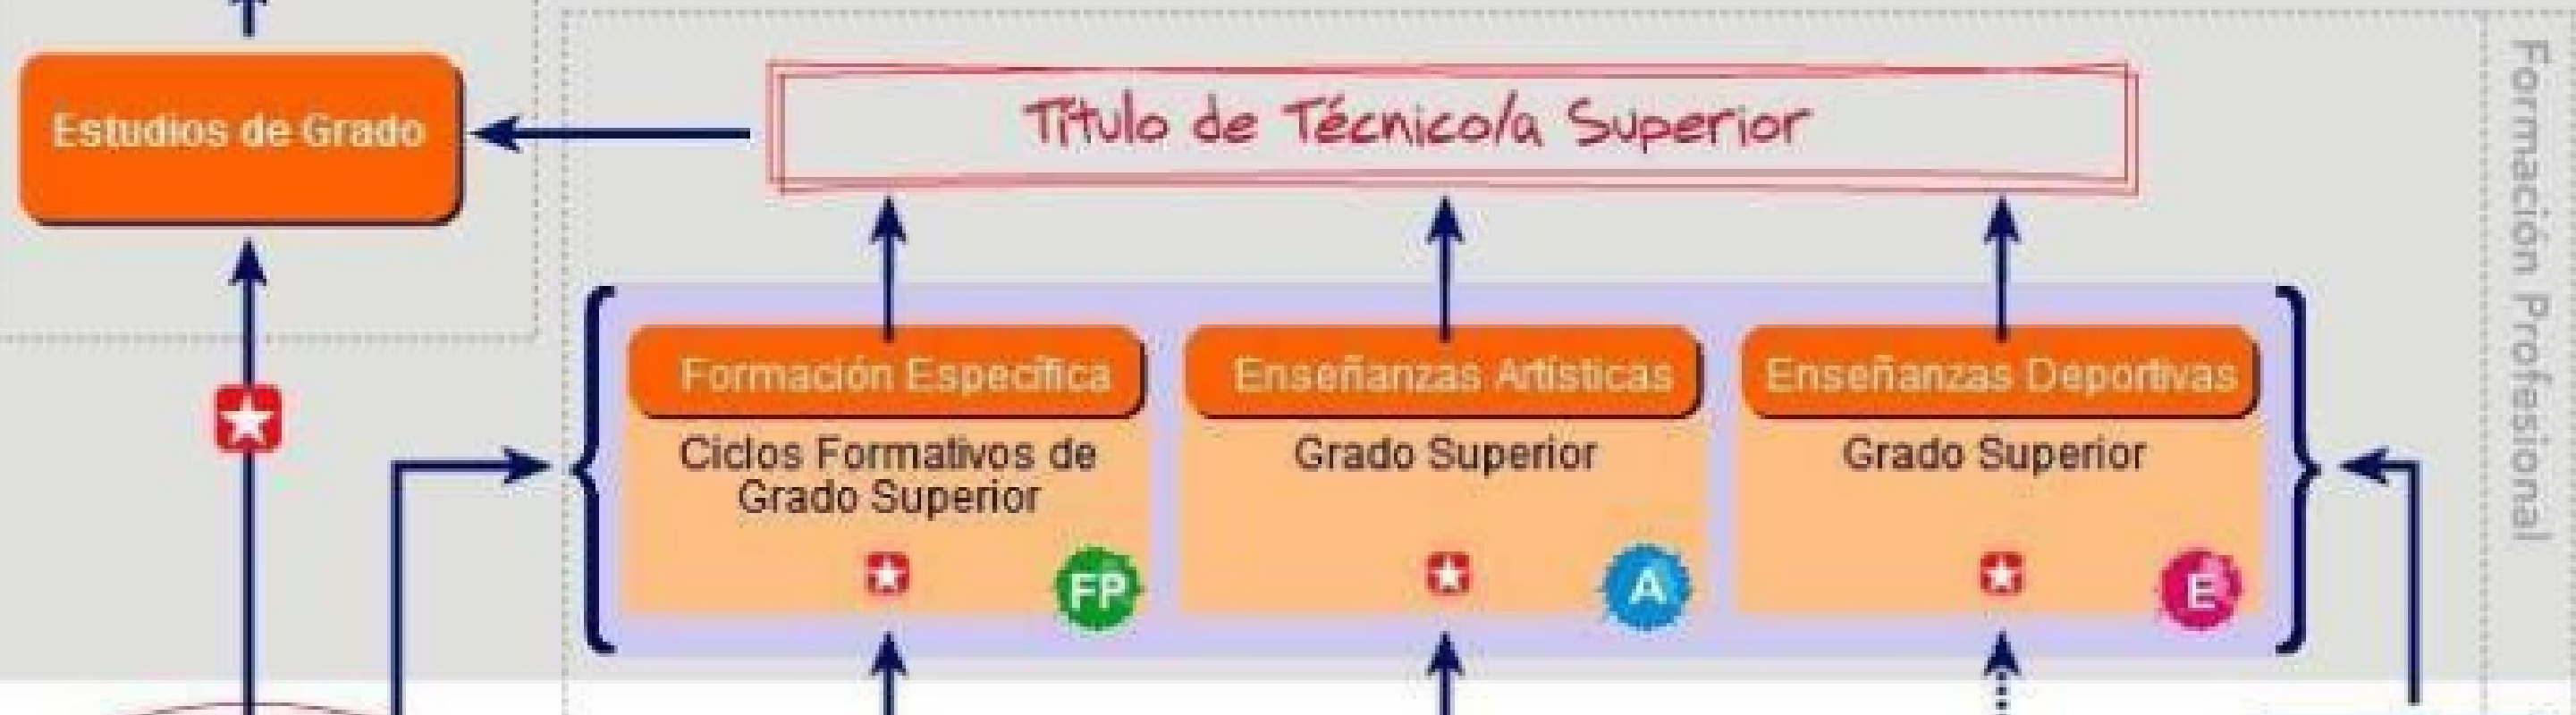 Título de Técnico/a Superior
Estudios de Grado
Formación Específica
Ciclos Formativos de
Grado Superior
FP
Enseñanzas Artísticas
Grado Superior
A
Enseñanzas Deportivas
Grado Superior
E
Formación Profesional